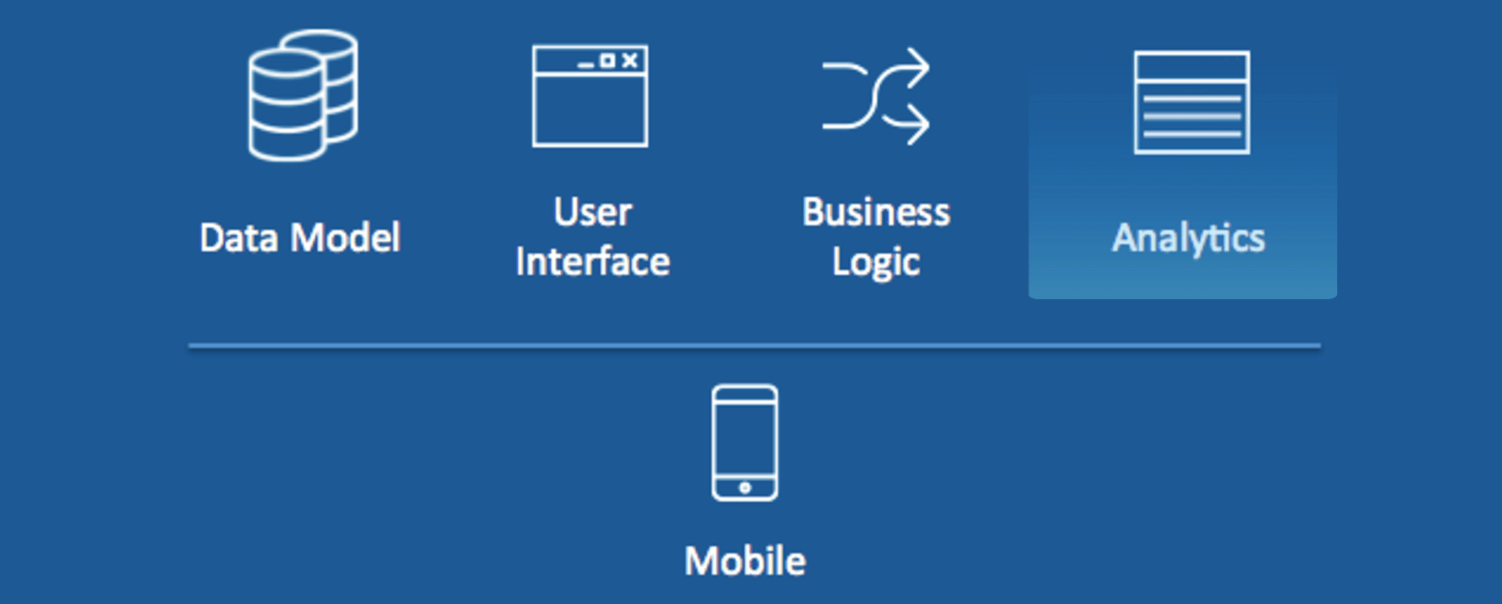 Data Model
User
Interface
Business
Logic
Analytics
Mobile